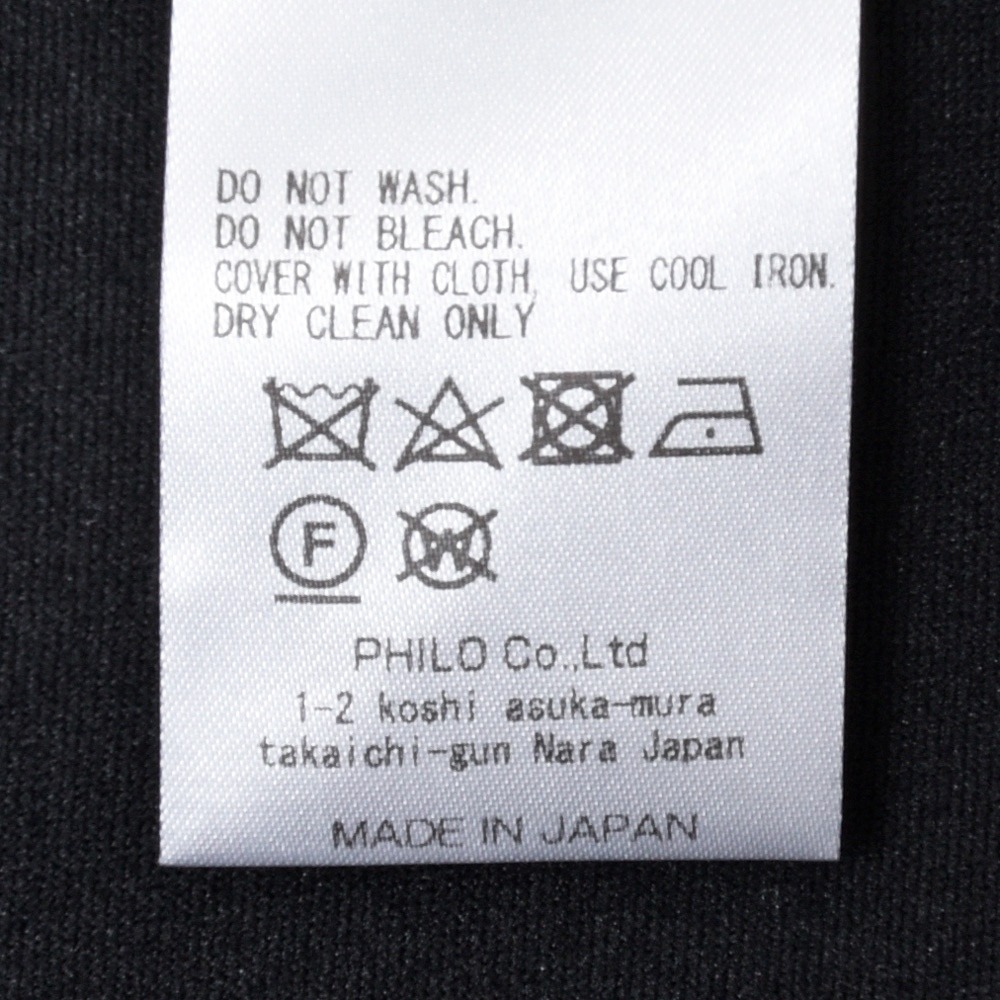 DO NOT WASH.
DO NOT BLEACH.
COVER WITH CLOTH, USE COOL IRON.
DRY CLEAN ONLY
F
W
PHILO Co.,Ltd
1-2 koshi asuka-mura
takaichi-gun Nara Japan
MADE IN JAPAN